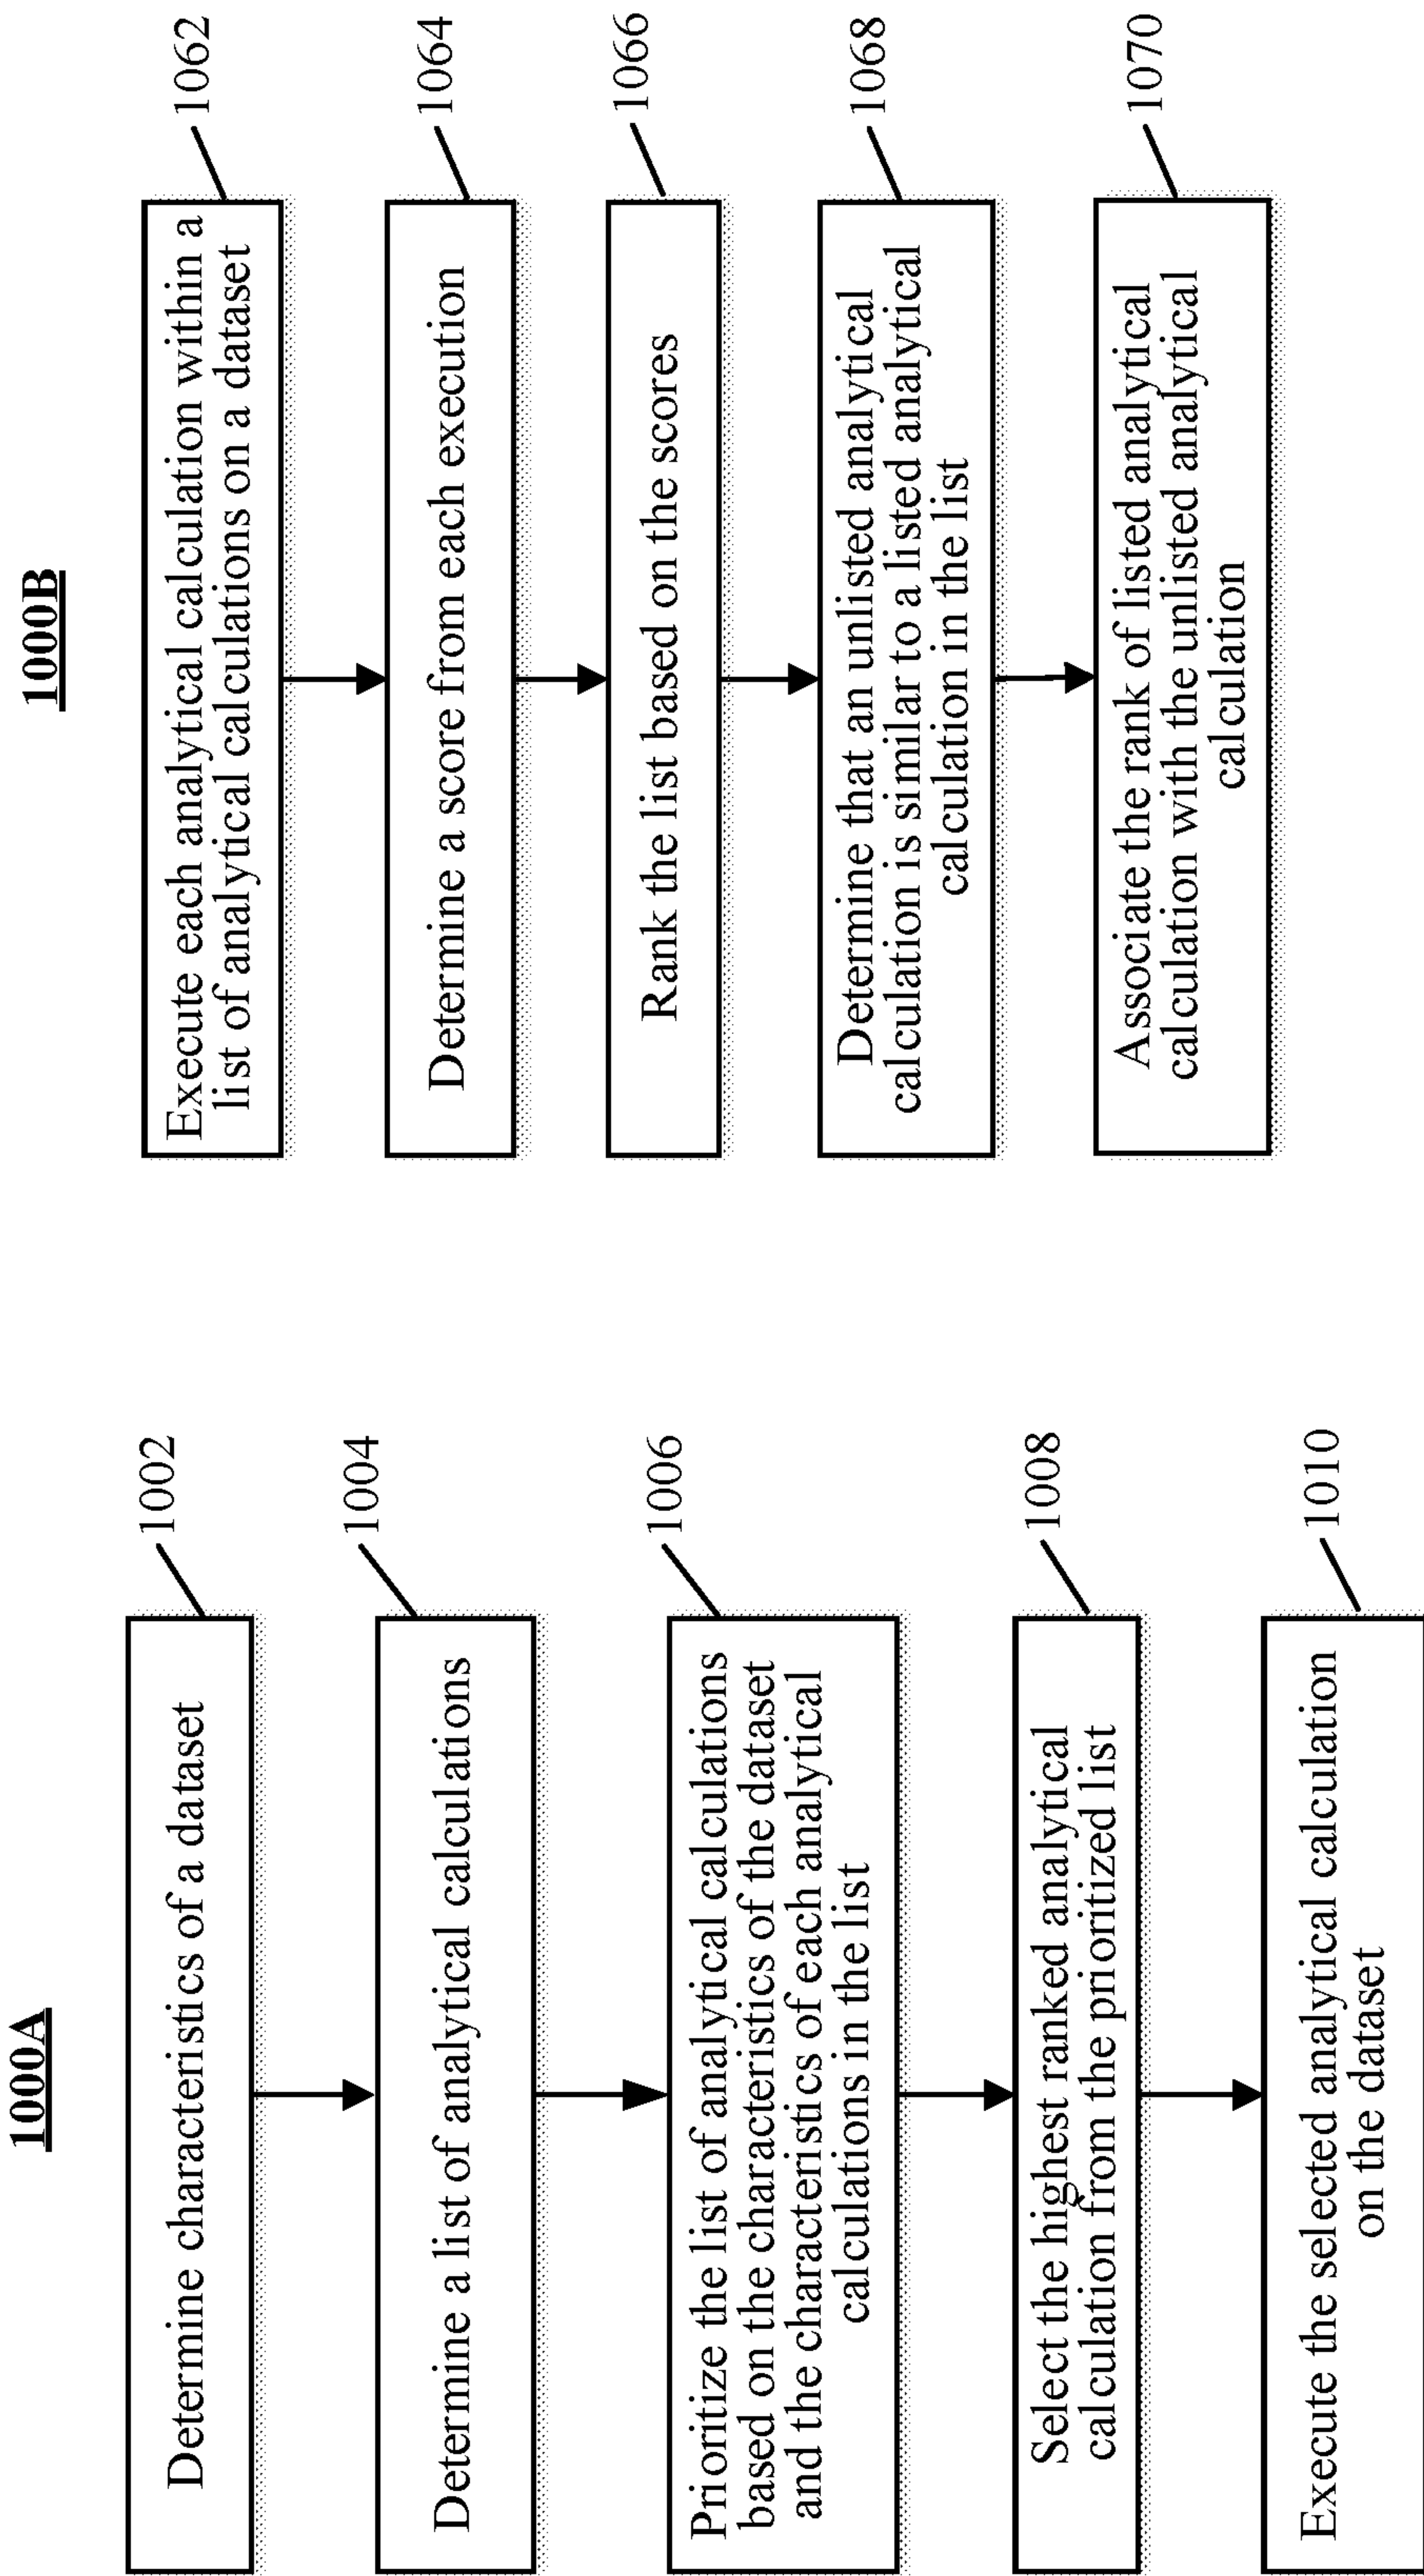 1000A
Determine characteristics of a dataset
1002
Determine a list of analytical calculations
1004
Prioritize the list of analytical calculations
based on the characteristics of the dataset
and the characteristics of each analytical
calculations in the list
1006
Select the highest ranked analytical
calculation from the prioritized list
1008
Execute the selected analytical calculation
on the dataset
1010
1000B
Execute each analytical calculation within a
list of analytical calculations on a dataset
1062
Determine a score from each execution
1064
Rank the list based on the scores
1066
Determine that an unlisted analytical
calculation is similar to a listed analytical
calculation in the list
1068
Associate the rank of listed analytical
calculation with the unlisted analytical
calculation
1070